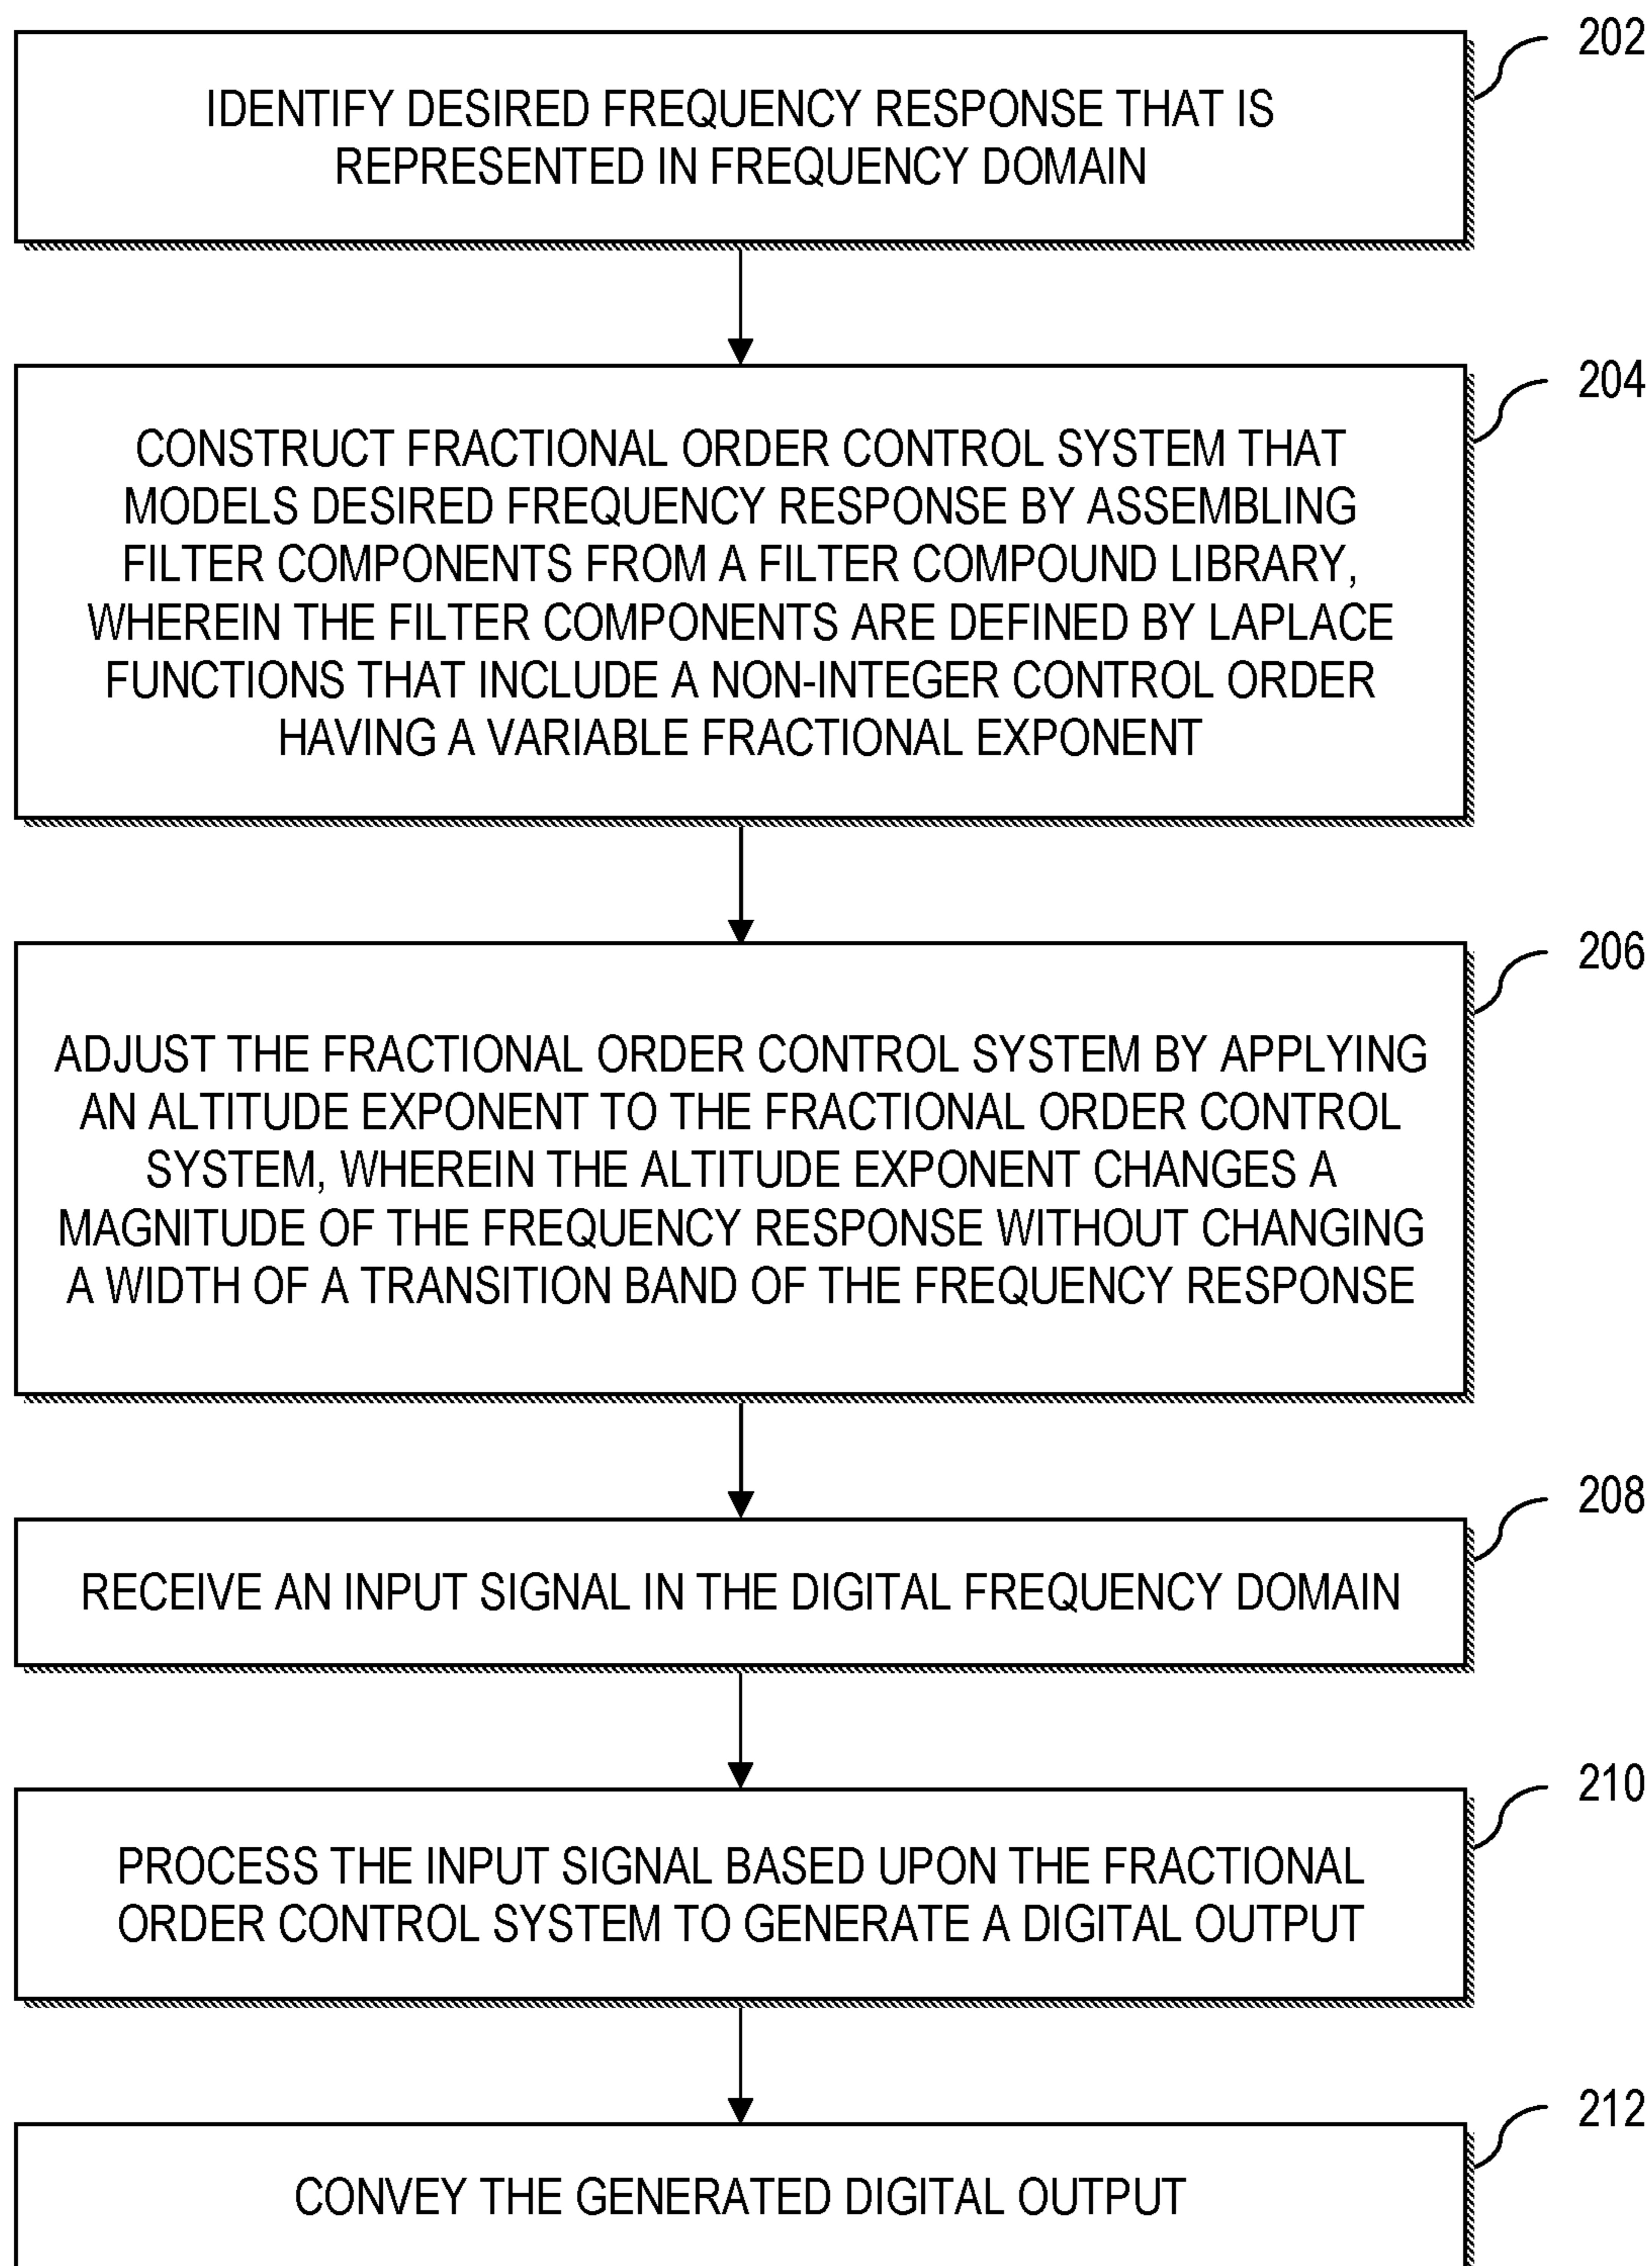 202
IDENTIFY DESIRED FREQUENCY RESPONSE THAT IS
REPRESENTED IN FREQUENCY DOMAIN
204
CONSTRUCT FRACTIONAL ORDER CONTROL SYSTEM THAT
MODELS DESIRED FREQUENCY RESPONSE BY ASSEMBLING
FILTER COMPONENTS FROM A FILTER COMPOUND LIBRARY,
WHEREIN THE FILTER COMPONENTS ARE DEFINED BY LAPLACE
FUNCTIONS THAT INCLUDE A NON-INTEGER CONTROL ORDER
HAVING A VARIABLE FRACTIONAL EXPONENT
206
ADJUST THE FRACTIONAL ORDER CONTROL SYSTEM BY APPLYING
AN ALTITUDE EXPONENT TO THE FRACTIONAL ORDER CONTROL
SYSTEM, WHEREIN THE ALTITUDE EXPONENT CHANGES A
MAGNITUDE OF THE FREQUENCY RESPONSE WITHOUT CHANGING
A WIDTH OF A TRANSITION BAND OF THE FREQUENCY RESPONSE
208
RECEIVE AN INPUT SIGNAL IN THE DIGITAL FREQUENCY DOMAIN
210
PROCESS THE INPUT SIGNAL BASED UPON THE FRACTIONAL
ORDER CONTROL SYSTEM TO GENERATE A DIGITAL OUTPUT
212
CONVEY THE GENERATED DIGITAL OUTPUT